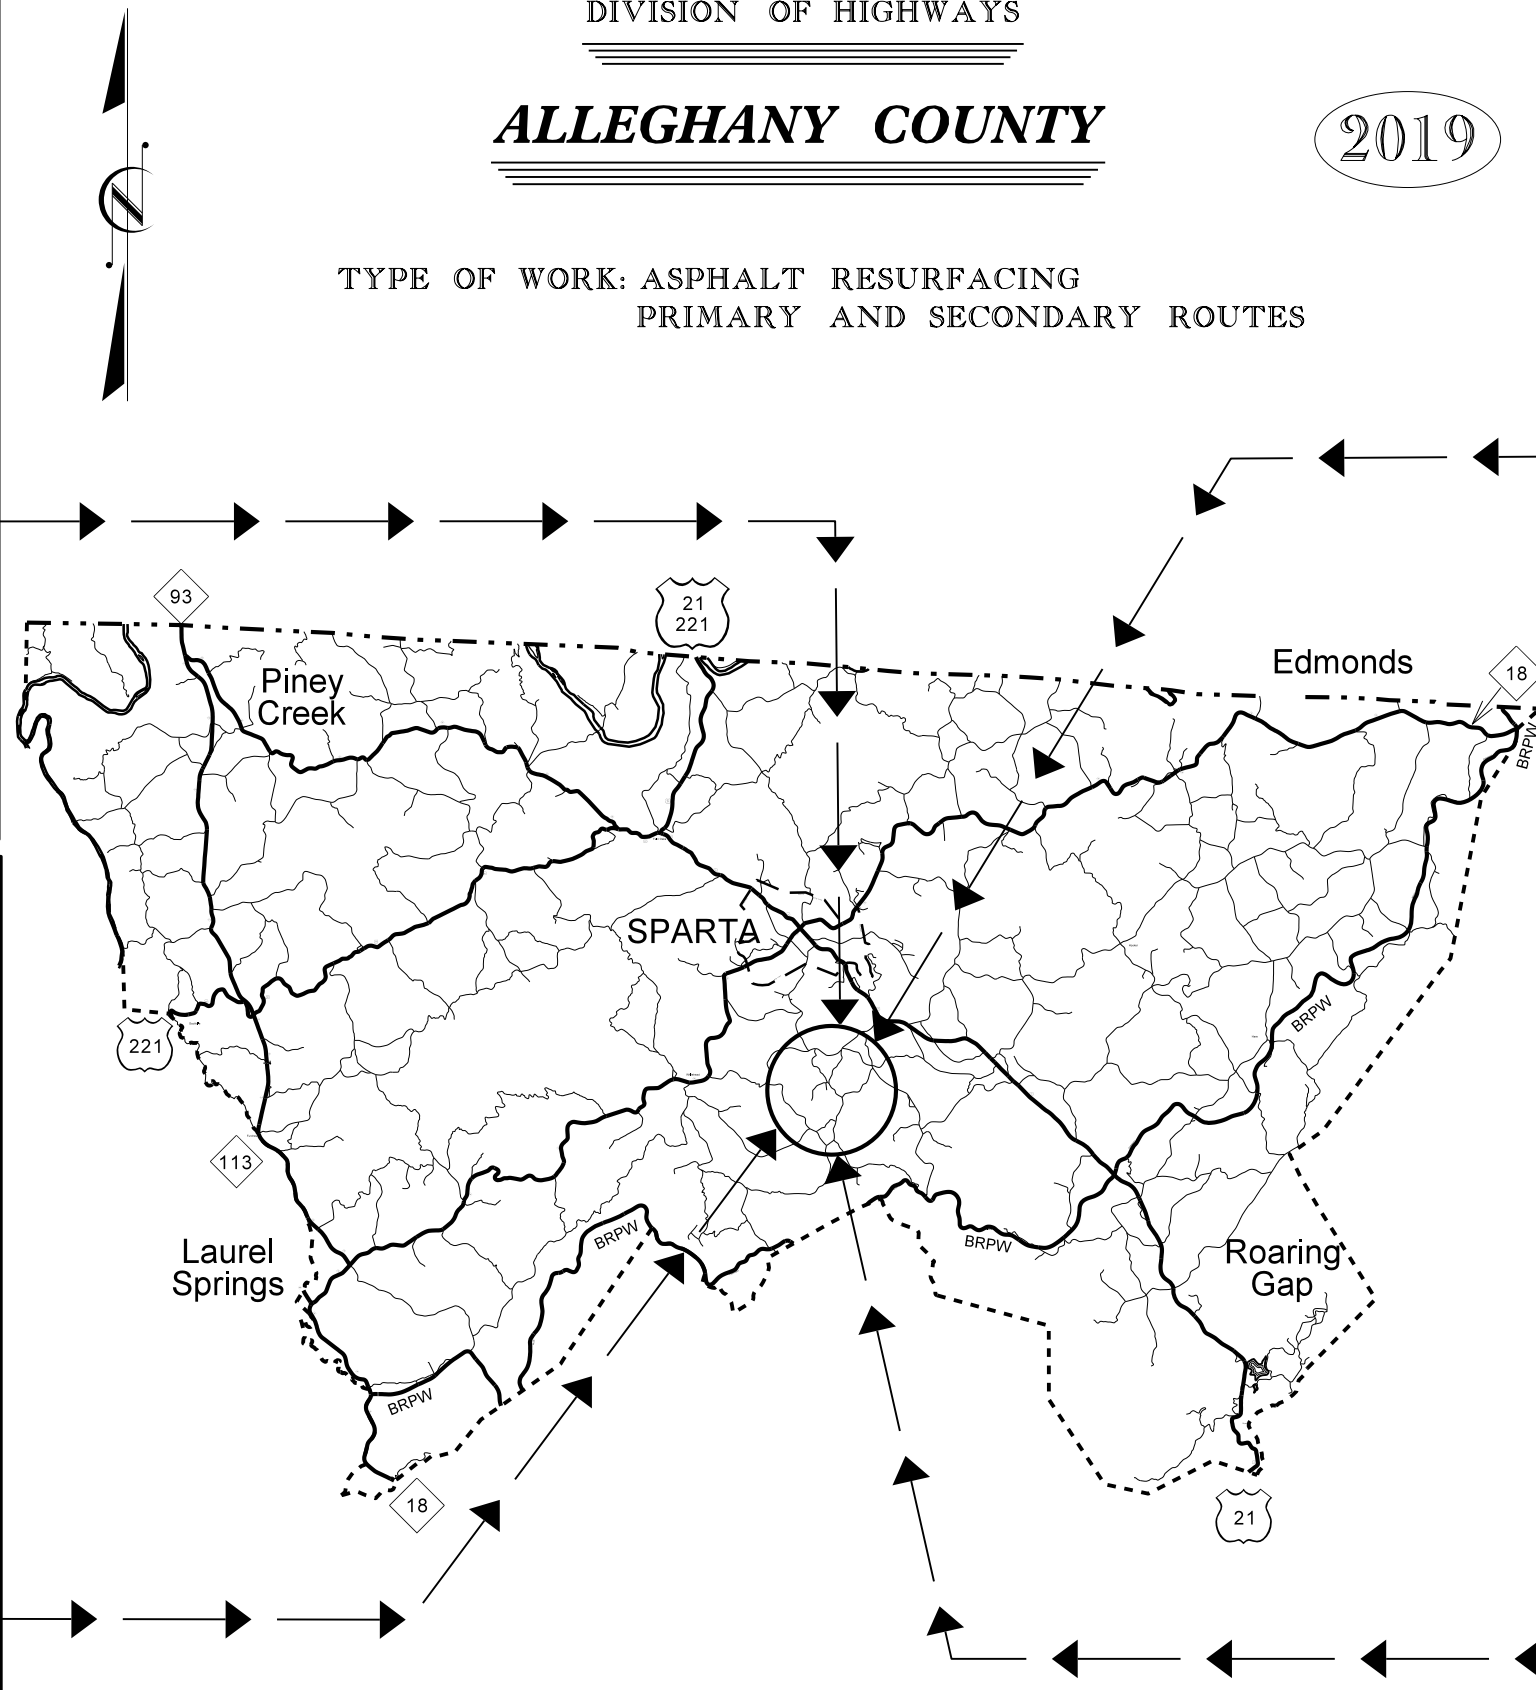 DIVISION OF HIGHWAYS
ALLEGHANY COUNTY
2019
N
TYPE OF WORK: ASPHALT RESURFACING
PRIMARY AND SECONDARY ROUTES
93
21
221
Edmonds
18
Piney
Creek
BRPW
SPARTA
BRPW
221
113
Laurel
Springs
BRPW
BRPW
Roaring
Gap
BRPW
18
21